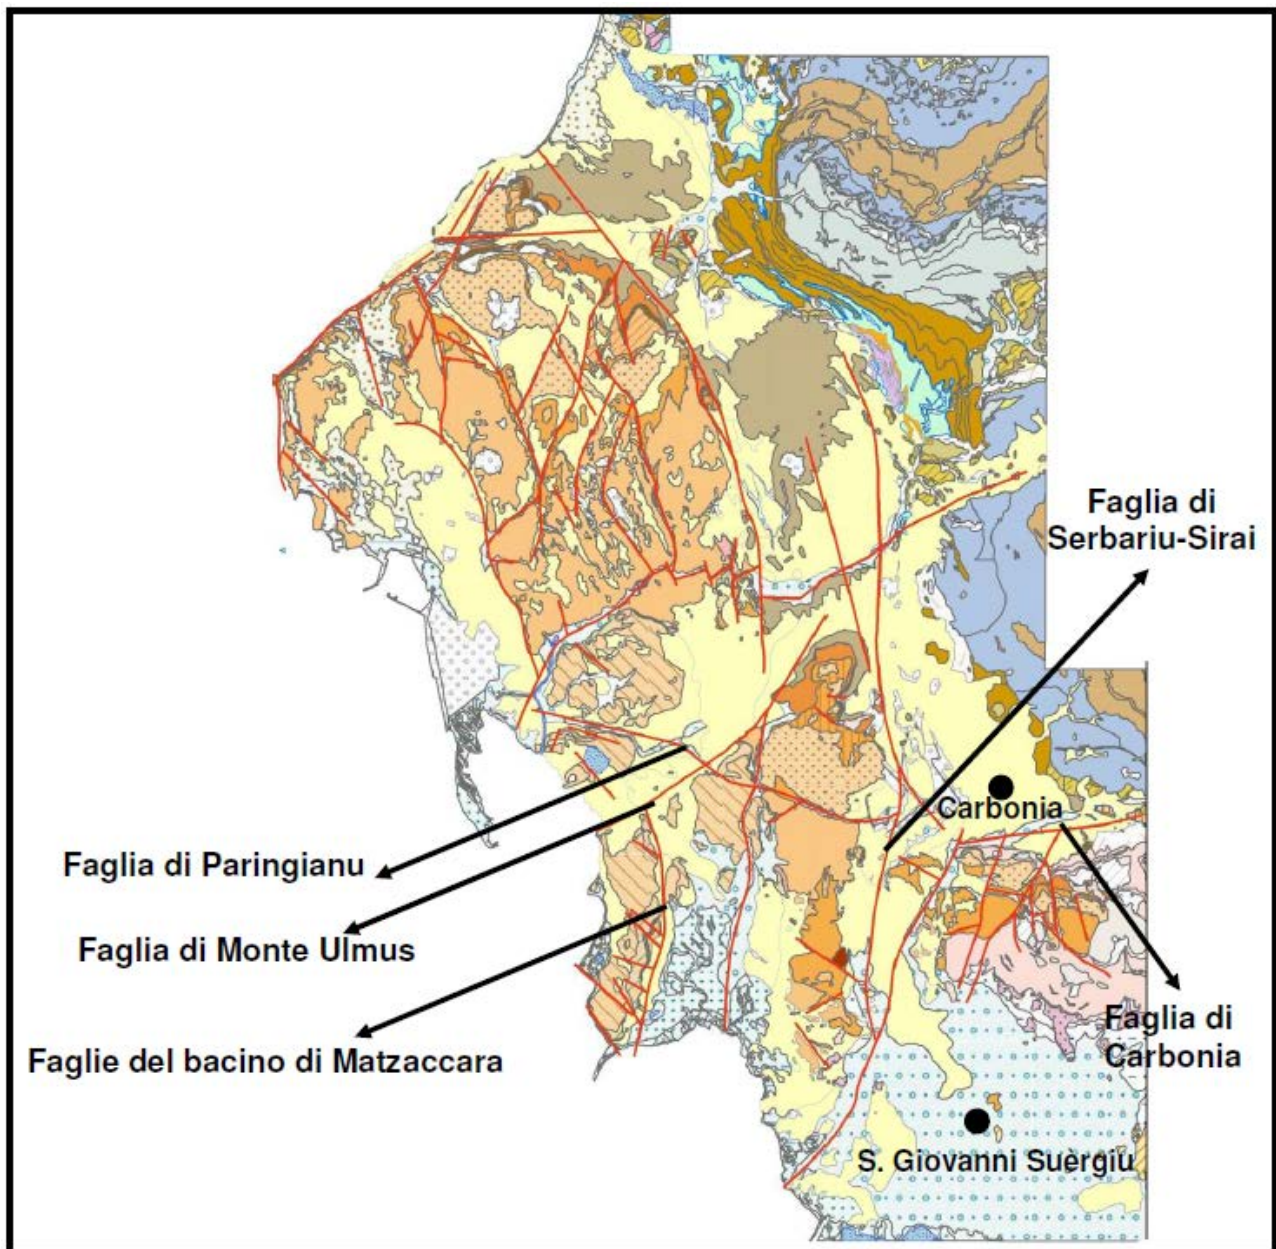 Faglia di
Serbariu-Sirai
Carbonia
Faglia di Paringianu
Faglia di Monte Ulmus
Faglie del bacino di Matzaccara
Faglia di
Carbonia
S. Giovanni Suergiu